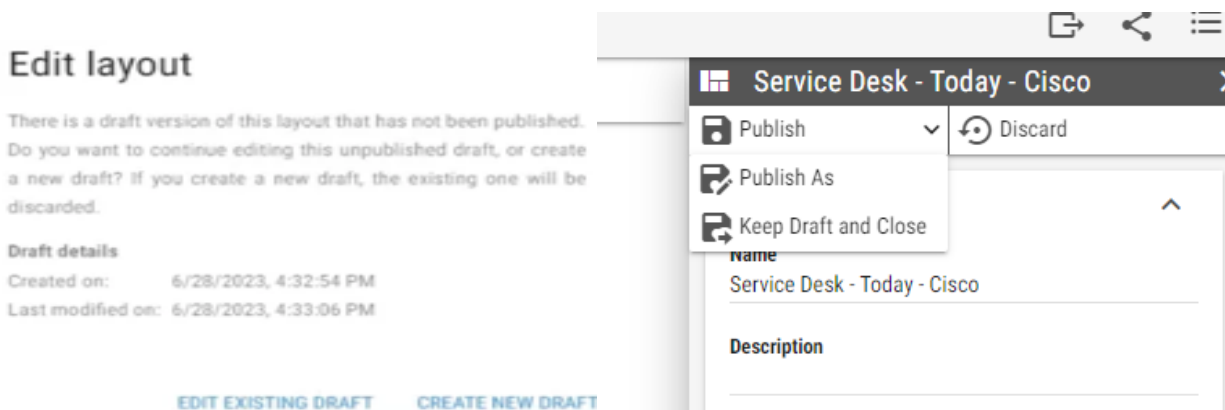 Edit layout
There is a draft version of this layout that has not been published.
Do you want to continue editing this unpublished draft, or create
a new draft? If you create a new draft, the existing one will be
discarded.
Draft details
Created on: 6/28/2023, 4:32:54 PM
Last modified on: 6/28/2023, 4:33:06 PM
EDIT EXISTING DRAFT CREATE NEW DRAFT
Service Desk - Today - Cisco
Publish Discard
Publish As
Keep Draft and Close
Name
Service Desk - Today - Cisco
Description